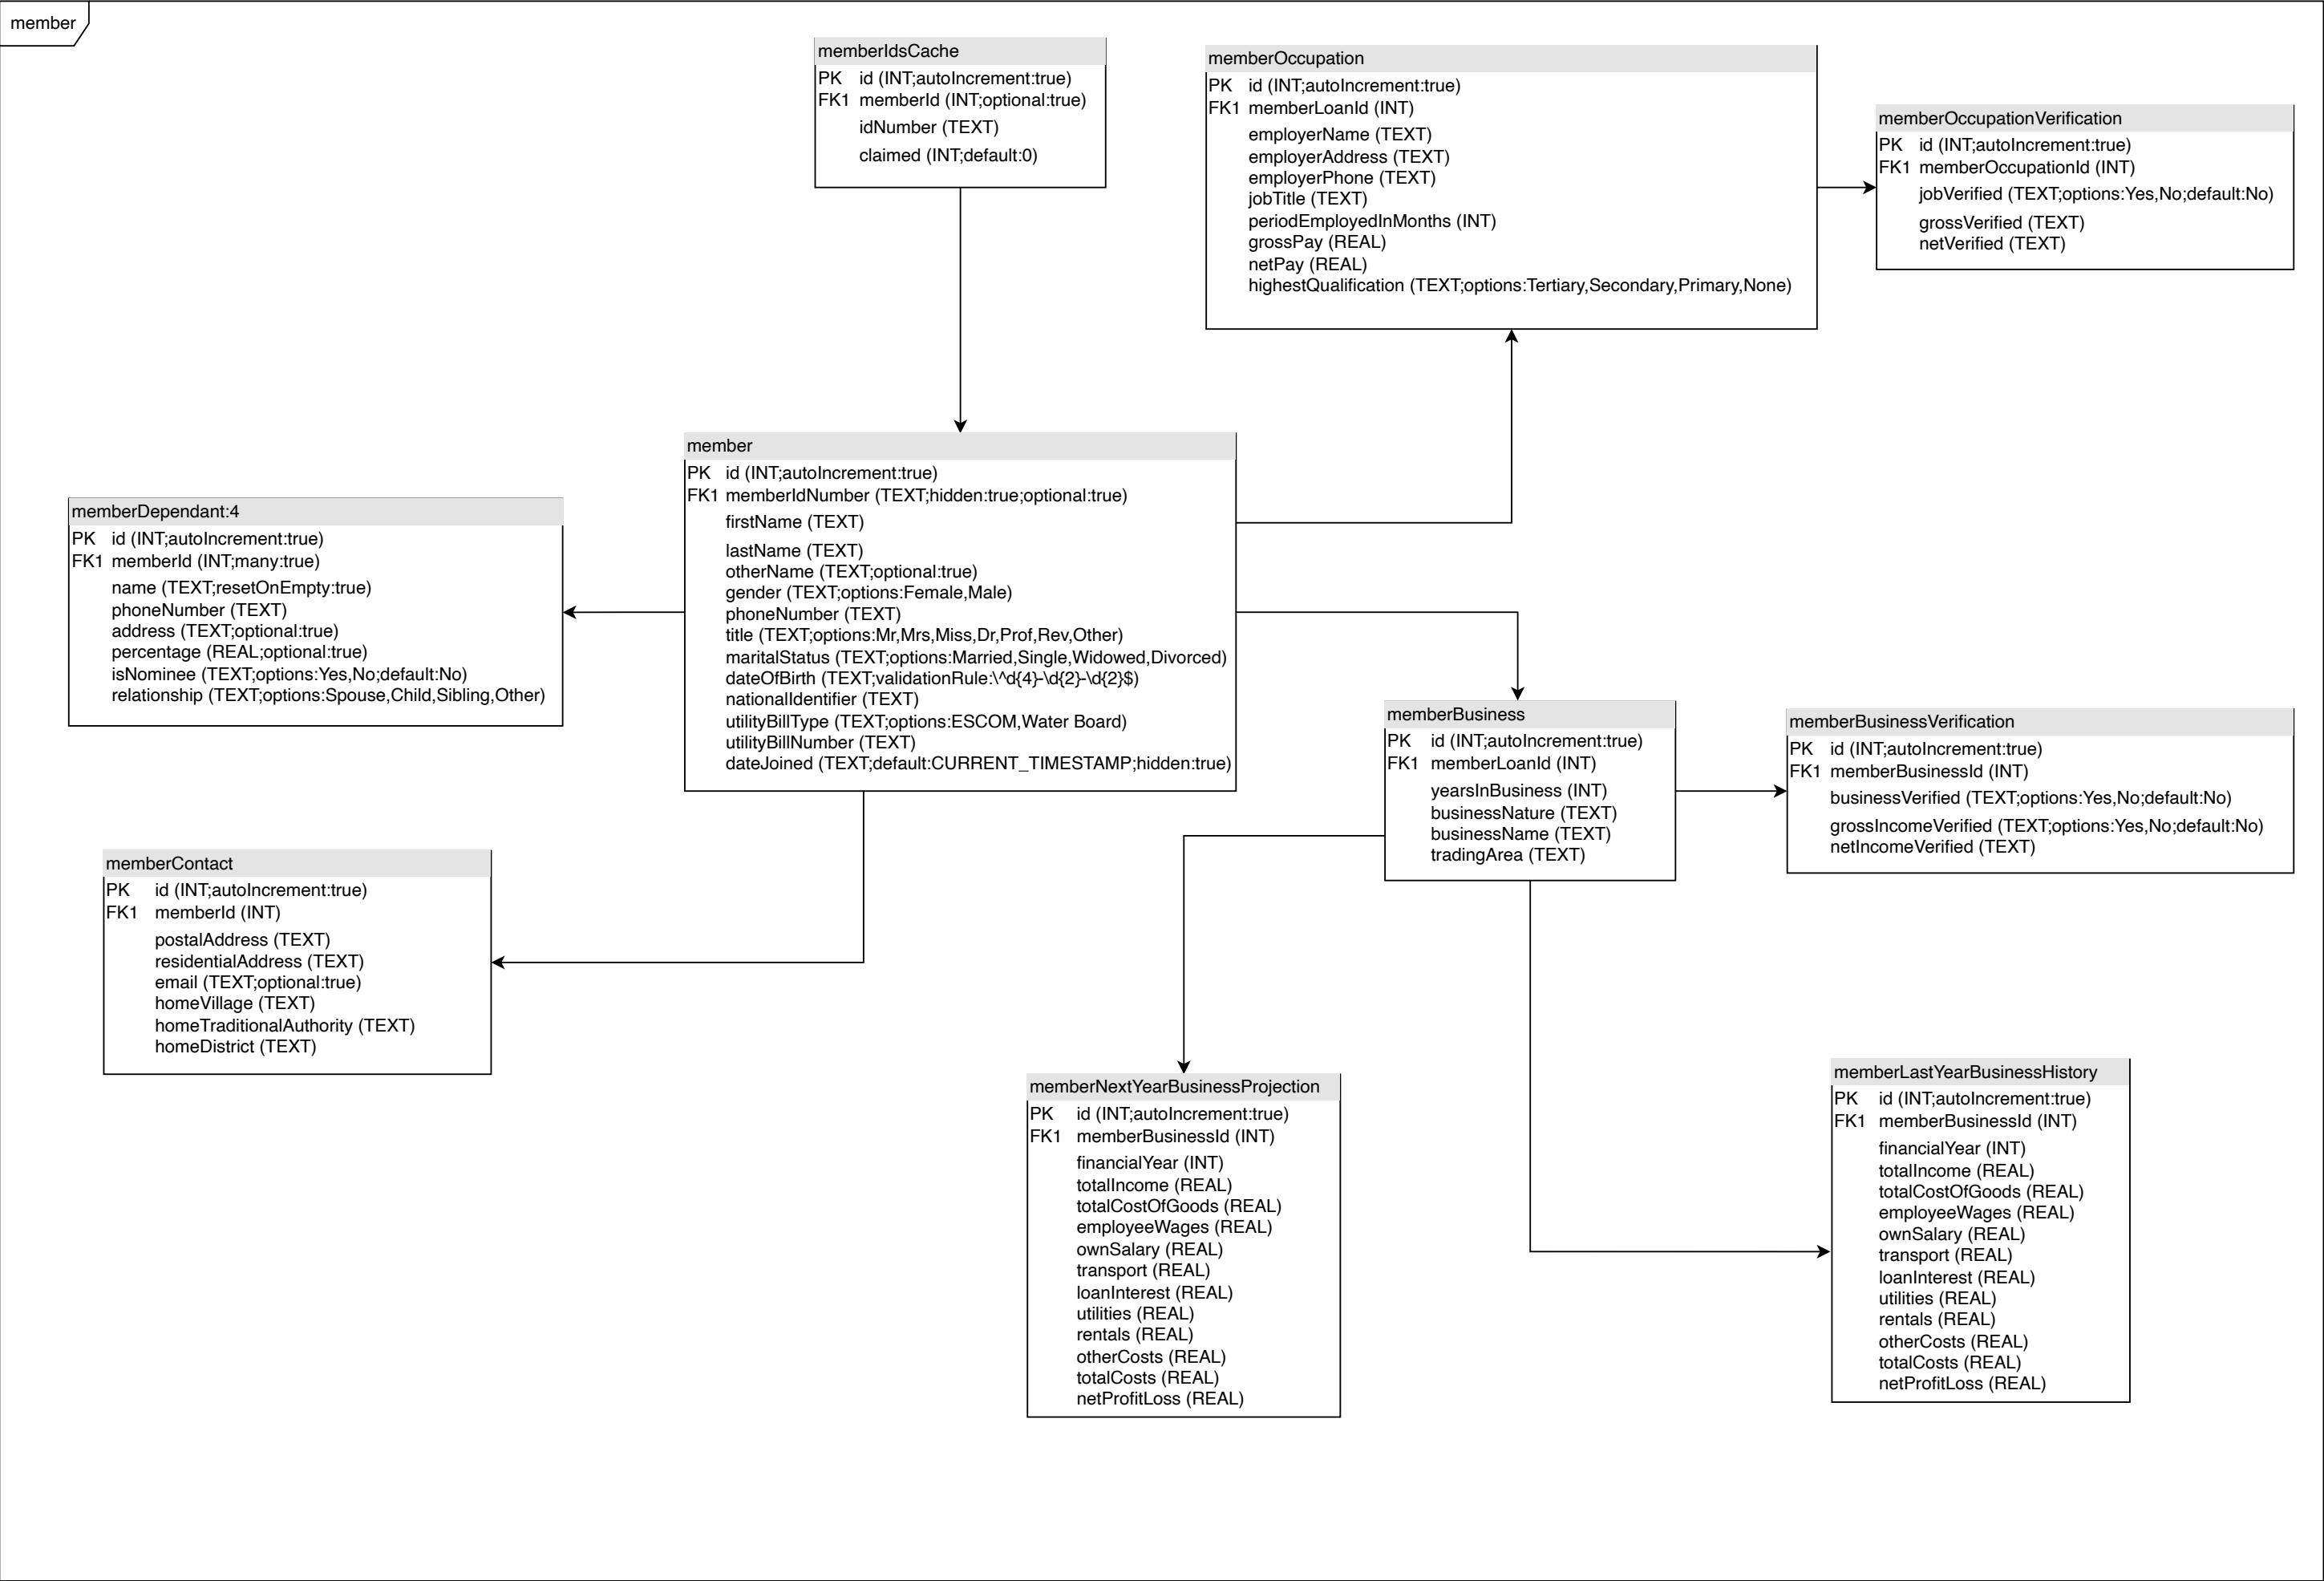 member
memberIdsCache
PK id (INT;autoIncrement:true)
FK1 memberId (INT;optional:true)
idNumber (TEXT)
claimed (INT;default:0)
memberOccupation
PK id (INT;autoIncrement:true)
FK1 memberLoanId (INT)
employerName (TEXT)
employerAddress (TEXT)
employerPhone (TEXT)
jobTitle (TEXT)
periodEmployedInMonths (INT)
grossPay (REAL)
netPay (REAL)
highestQualification (TEXT;options:Tertiary,Secondary,Primary,None)
memberOccupationVerification
PK id (INT;autoIncrement:true)
FK1 memberOccupationId (INT)
jobVerified (TEXT;options:Yes,No;default:No)
grossVerified (TEXT)
netVerified (TEXT)
member
PK id (INT;autoIncrement:true)
FK1 memberIdNumber (TEXT;hidden:true;optional:true)
firstName (TEXT)
lastName (TEXT)
otherName (TEXT;optional:true)
gender (TEXT;options:Female,Male)
phoneNumber (TEXT)
title (TEXT;options:Mr,Mrs,Miss,Dr,Prof,Rev,Other)
maritalStatus (TEXT;options:Married,Single,Widowed,Divorced)
dateOfBirth (TEXT;validationRule:\^d{4}-\d{2}-\d{2}$)
nationalIdentifier (TEXT)
utilityBillType (TEXT;options:ESCOM,Water Board)
utilityBillNumber (TEXT)
dateJoined (TEXT;default:CURRENT_TIMESTAMP;hidden:true)
memberDependant:4
PK id (INT;autoIncrement:true)
FK1 memberId (INT;many:true)
name (TEXT;resetOnEmpty:true)
phoneNumber (TEXT)
address (TEXT;optional:true)
percentage (REAL;optional:true)
isNominee (TEXT;options:Yes,No;default:No)
relationship (TEXT;options:Spouse,Child,Sibling,Other)
memberBusiness
PK id (INT;autoIncrement:true)
FK1 memberLoanId (INT)
yearsInBusiness (INT)
businessNature (TEXT)
businessName (TEXT)
tradingArea (TEXT)
memberBusinessVerification
PK id (INT;autoIncrement:true)
FK1 memberBusinessId (INT)
businessVerified (TEXT;options:Yes,No;default:No)
grossIncomeVerified (TEXT;options:Yes,No;default:No)
netIncomeVerified (TEXT)
memberContact
PK id (INT;autoIncrement:true)
FK1 memberId (INT)
postalAddress (TEXT)
residentialAddress (TEXT)
email (TEXT;optional:true)
homeVillage (TEXT)
homeTraditionalAuthority (TEXT)
homeDistrict (TEXT)
memberNextYearBusinessProjection
PK id (INT;autoIncrement:true)
FK1 memberBusinessId (INT)
financialYear (INT)
totalIncome (REAL)
totalCostOfGoods (REAL)
employeeWages (REAL)
ownSalary (REAL)
transport (REAL)
loanInterest (REAL)
utilities (REAL)
rentals (REAL)
otherCosts (REAL)
totalCosts (REAL)
netProfitLoss (REAL)
memberLastYearBusinessHistory
PK id (INT;autoIncrement:true)
FK1 memberBusinessId (INT)
financialYear (INT)
totalIncome (REAL)
totalCostOfGoods (REAL)
employeeWages (REAL)
ownSalary (REAL)
transport (REAL)
loanInterest (REAL)
utilities (REAL)
rentals (REAL)
otherCosts (REAL)
totalCosts (REAL)
netProfitLoss (REAL)